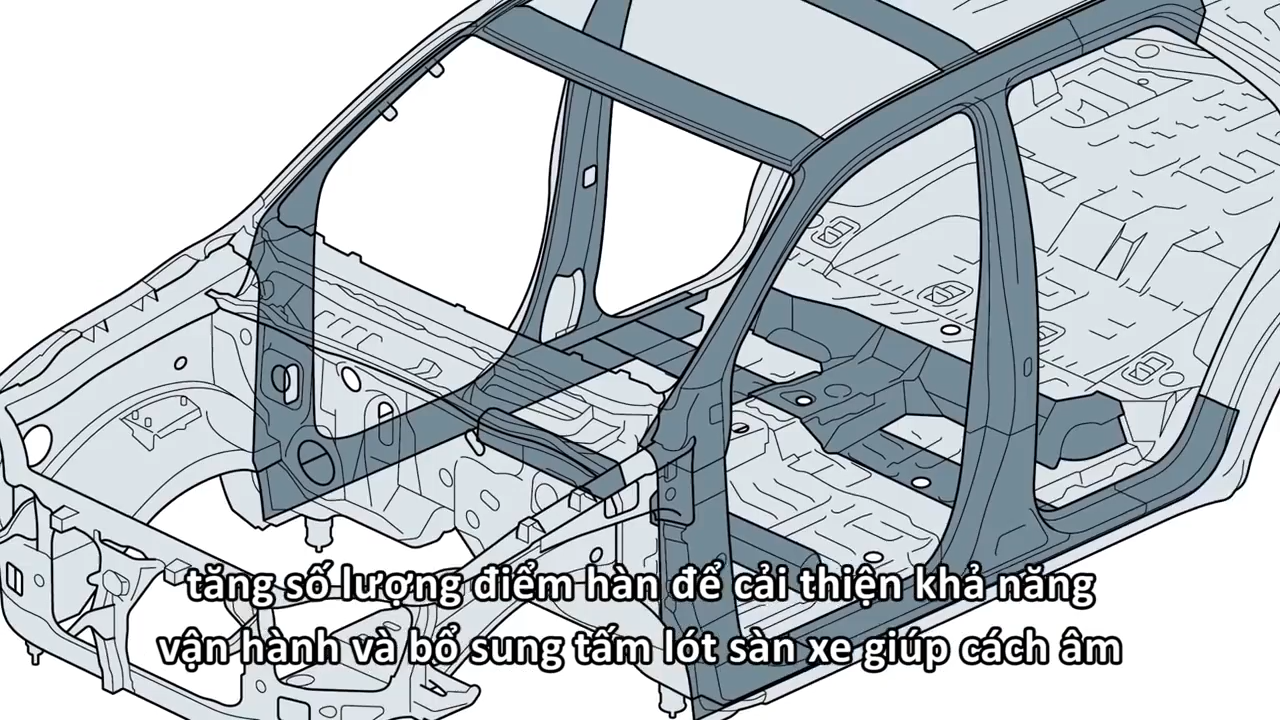 tăng số lượng điểm hàn để cải thiện khả năng
vận hành và bổ sung tấm lót sàn xe giúp cách âm